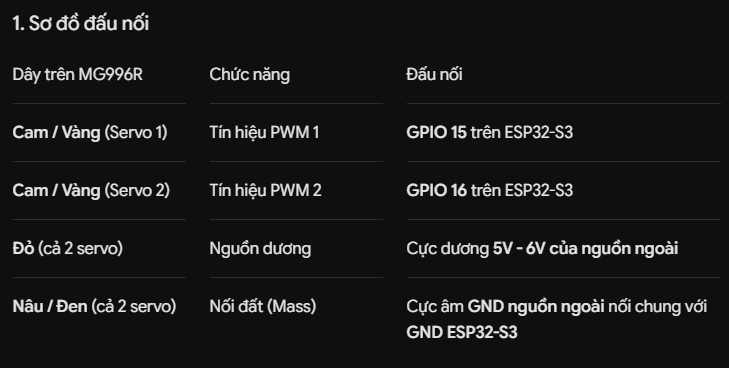 1. Sơ đồ đấu nối
Dây trên MG996R Chức năng Đấu nối
Cam / Vàng (Servo 1) Tín hiệu PWM 1 GPIO 15 trên ESP32-S3
Cam / Vàng (Servo 2) Tín hiệu PWM 2 GPIO 16 trên ESP32-S3
Đỏ (cả 2 servo) Nguồn dương Cực dương 5V - 6V của nguồn ngoài
Nâu / Đen (cả 2 servo) Nối đất (Mass) Cực âm GND nguồn ngoài nối chung với
GND ESP32-S3